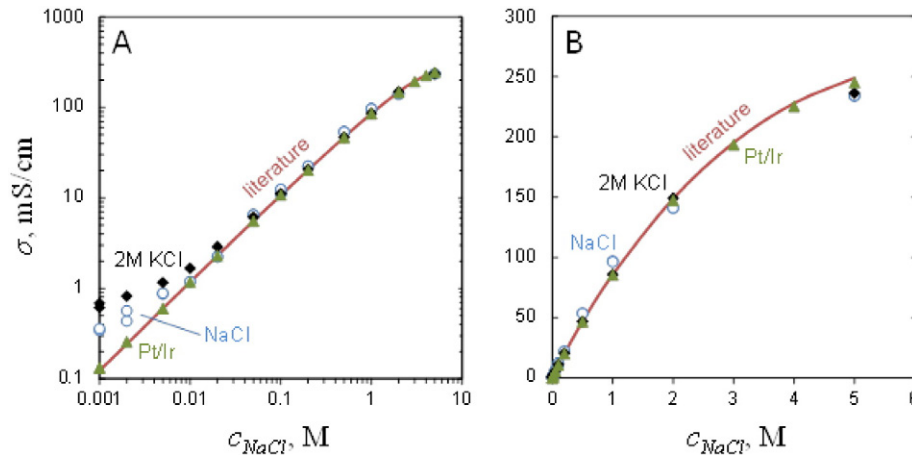 A
1000
100
10
1
0.1
σ, mS/cm
0.001
0.01
0.1
1
10
c_NaCl, M
literature
2M KCl
NaCl
Pt/Ir
B
300
250
200
150
100
50
0
0
1
2
3
4
5
6
c_NaCl, M
literature
Pt/Ir
2M KCl
NaCl